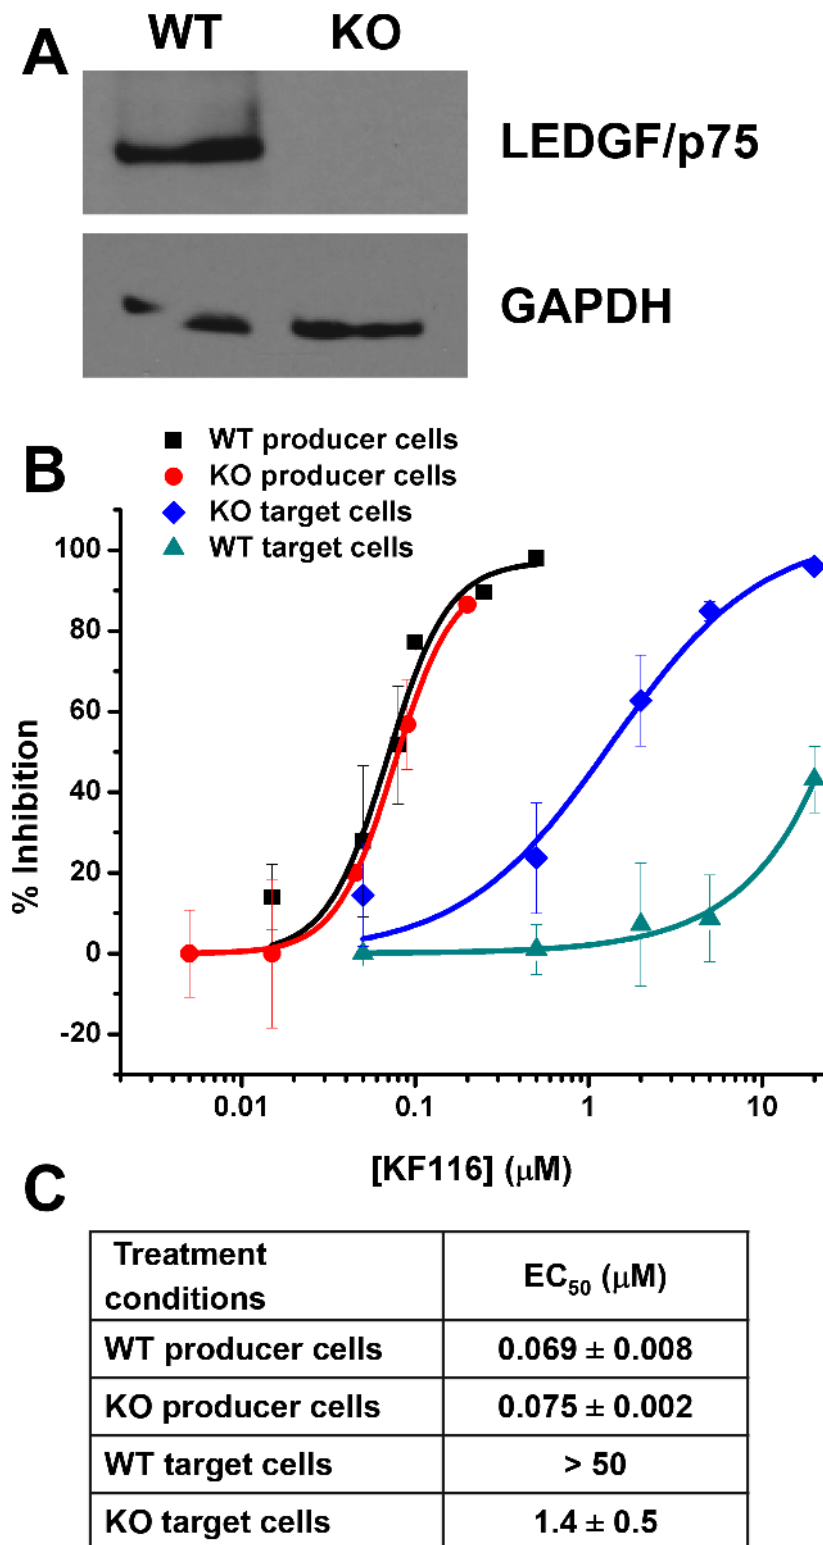 WT KO
A
LEDGF/p75
GAPDH
B
WT producer cells
KO producer cells
KO target cells
WT target cells
100
80
60
40
20
0
-20
% Inhibition
0.01 0.1 1 10
[KF116] (μM)
C
Treatment conditions
EC50 (μM)
WT producer cells 0.069 ± 0.008
KO producer cells 0.075 ± 0.002
WT target cells > 50
KO target cells 1.4 ± 0.5